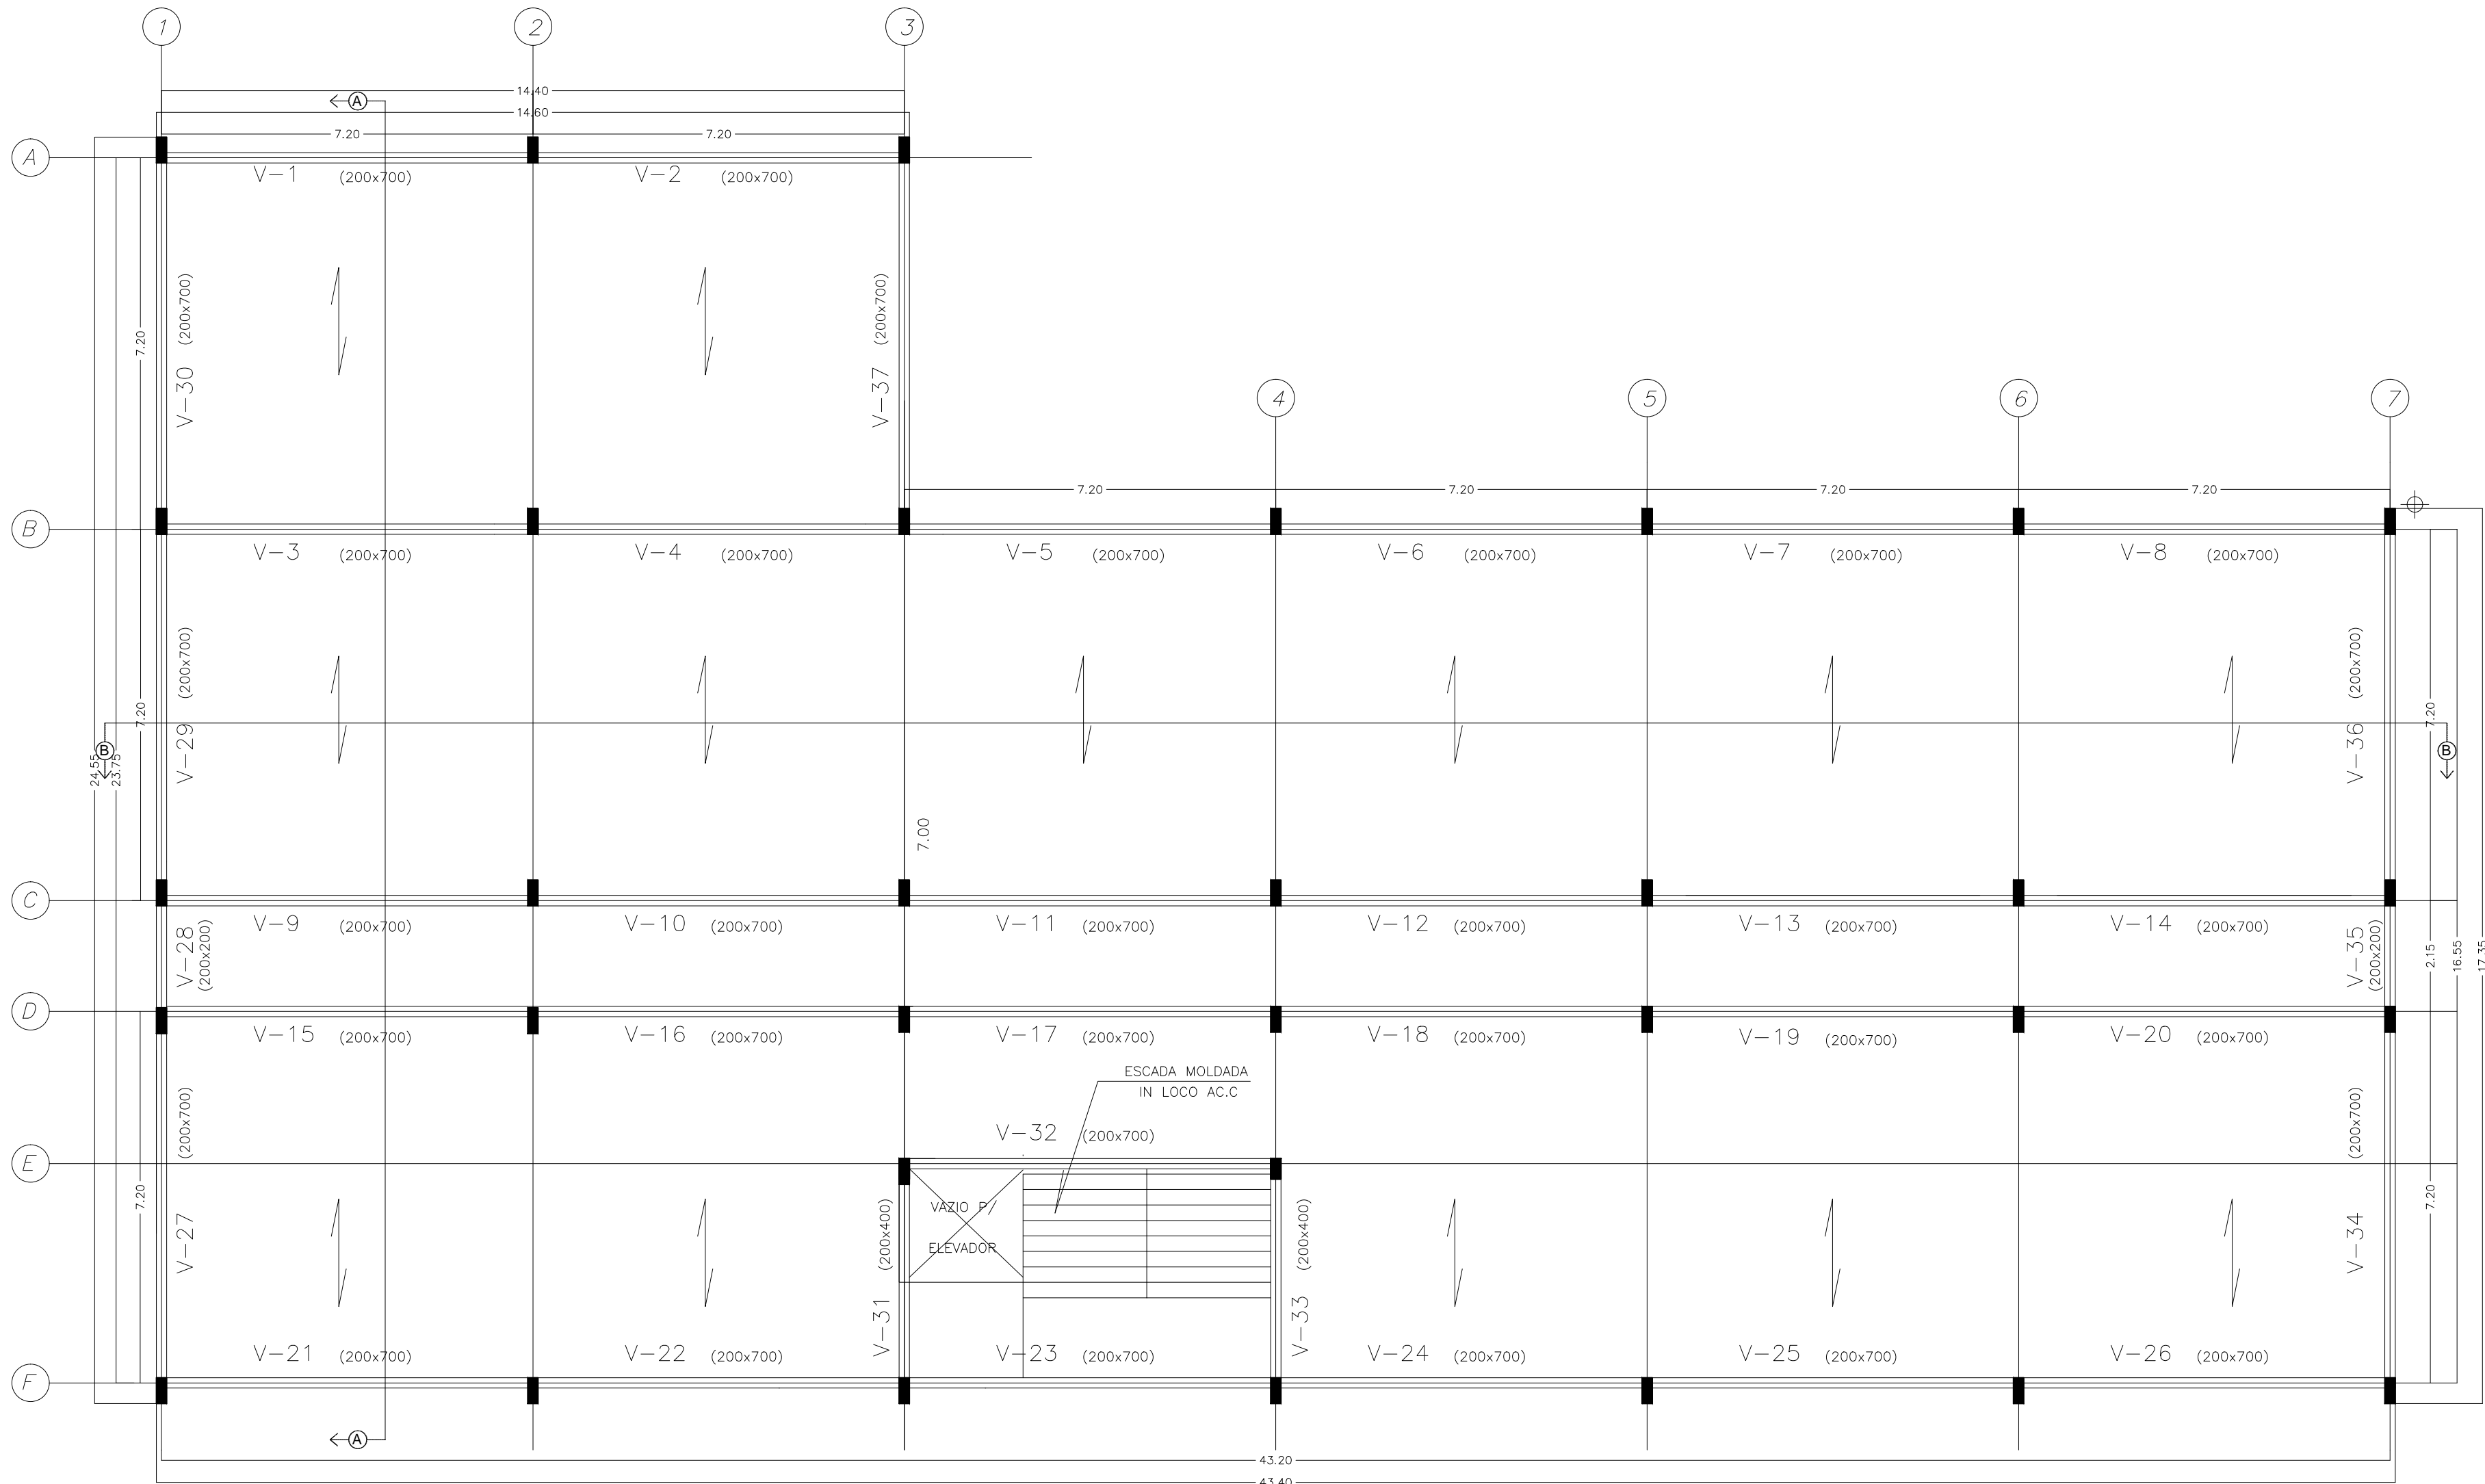 1 2 3
14.40
A
14.60
7.20 7.20
A
V-1 (200x700) V-2 (200x700)
V-30 (200x700)
V-37 (200x700)
7.20
4 5 6 7
7.20 7.20 7.20 7.20
B
V-3 (200x700) V-4 (200x700) V-5 (200x700) V-6 (200x700) V-7 (200x700) V-8 (200x700)
V-29 (200x700)
V-36 (200x700)
7.20
7.20
B
B
24.55
23.75
7.00
C
V-9 (200x700) V-10 (200x700) V-11 (200x700) V-12 (200x700) V-13 (200x700) V-14 (200x700)
V-28
(200x200)
V-35
(200x200)
2.15
16.55
17.35
D
V-15 (200x700) V-16 (200x700) V-17 (200x700) V-18 (200x700) V-19 (200x700) V-20 (200x700)
ESCADA MOLDADA
IN LOCO AC.C
V-32 (200x700)
E
V-27 (200x700)
V-34 (200x700)
7.20
7.20
VAZIO P/
ELEVADOR
V-31 (200x400)
V-33 (200x400)
V-21 (200x700) V-22 (200x700) V-23 (200x700) V-24 (200x700) V-25 (200x700) V-26 (200x700)
F
A
43.20
43.40